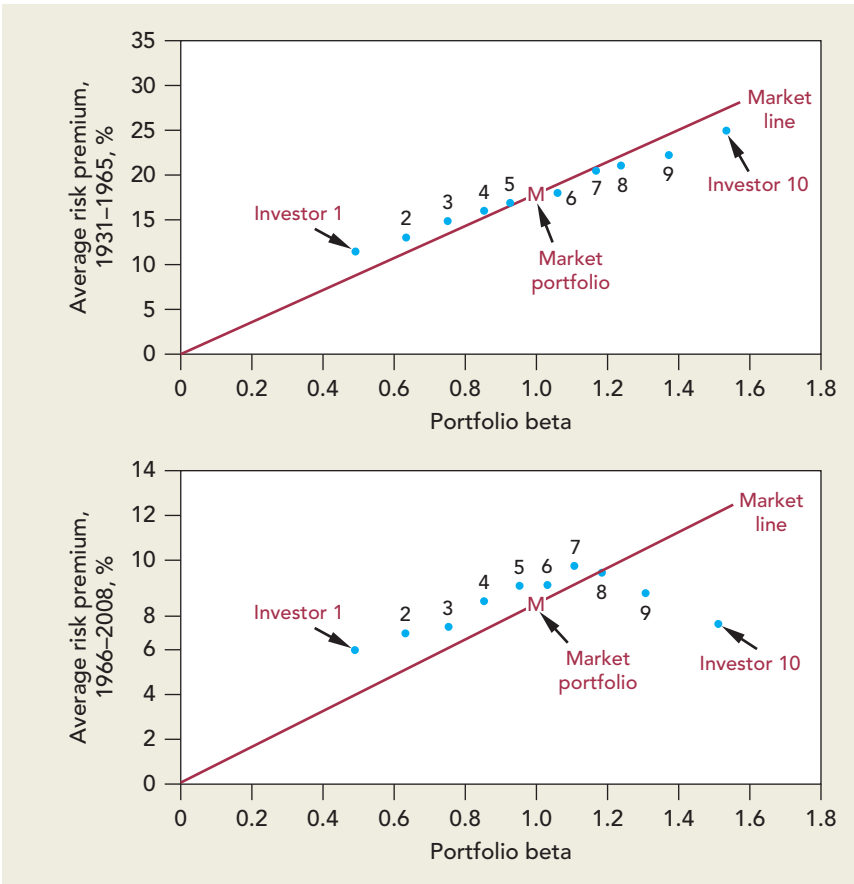 35
30
25
20
15
10
5
0
Average risk premium,
1931–1965, %
Investor 1
2
3
4
5
M
6
7
8
9
Investor 10
Market
line
Market
portfolio
0 0.2 0.4 0.6 0.8 1.0 1.2 1.4 1.6 1.8
Portfolio beta
14
12
10
8
6
4
2
0
Average risk premium,
1966–2008, %
Investor 1
2
3
4
5
6
7
M
8
9
Investor 10
Market
line
Market
portfolio
0 0.2 0.4 0.6 0.8 1.0 1.2 1.4 1.6 1.8
Portfolio beta